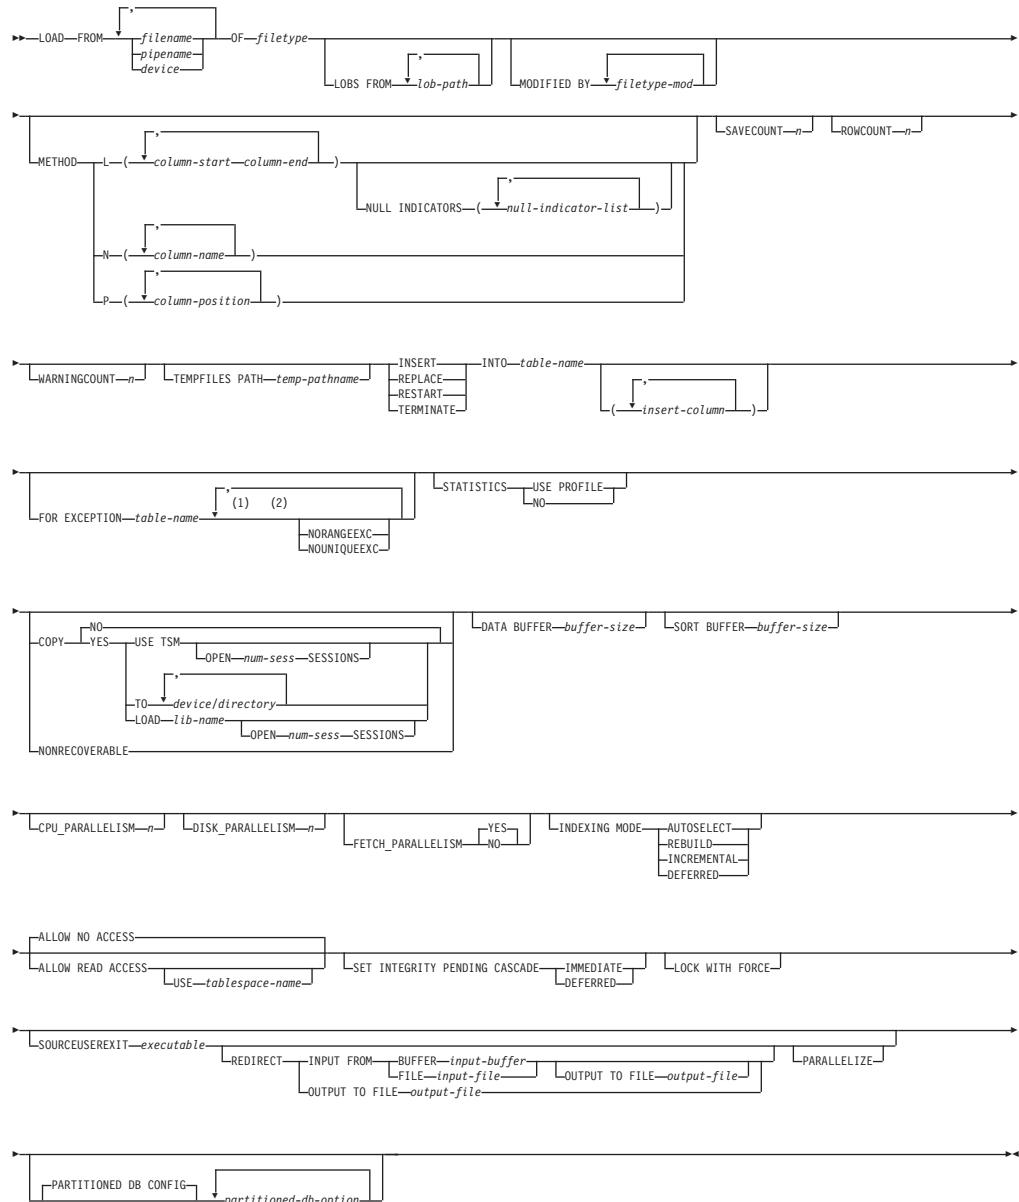 ,
LOAD FROM filename OF filetype
pipename
device
,
LOBS FROM lob-path
MODIFIED BY filetype-mod
METHOD L ( column-start column-end )
,
NULL INDICATORS ( null-indicator-list )
,
N ( column-name )
,
P ( column-position )
,
SAVECOUNT n
ROWCOUNT n
WARNINGCOUNT n
TEMPFILES PATH temp-pathname
INSERT
REPLACE
RESTART
TERMINATE
INTO table-name
( insert-column )
,
FOR EXCEPTION table-name
,
(1) (2)
NORANGEEXC
NOUNIQUEEXC
STATISTICS USE PROFILE
NO
NO
COPY YES USE TSM
OPEN num-sess SESSIONS
,
TO device/directory
LOAD lib-name
OPEN num-sess SESSIONS
NONRECOVERABLE
DATA BUFFER buffer-size
SORT BUFFER buffer-size
CPU_PARALLELISM n
DISK_PARALLELISM n
YES
FETCH_PARALLELISM NO
INDEXING MODE AUTOSELECT
REBUILD
INCREMENTAL
DEFERRED
ALLOW NO ACCESS
ALLOW READ ACCESS
USE tablespace-name
SET INTEGRITY PENDING CASCADE IMMEDIATE
DEFERRED
LOCK WITH FORCE
SOURCEUSEREXIT executable
REDIRECT INPUT FROM BUFFER input-buffer
FILE input-file
OUTPUT TO FILE output-file
OUTPUT TO FILE output-file
PARALLELIZE
PARTITIONED DB CONFIG
partitioned-db-option